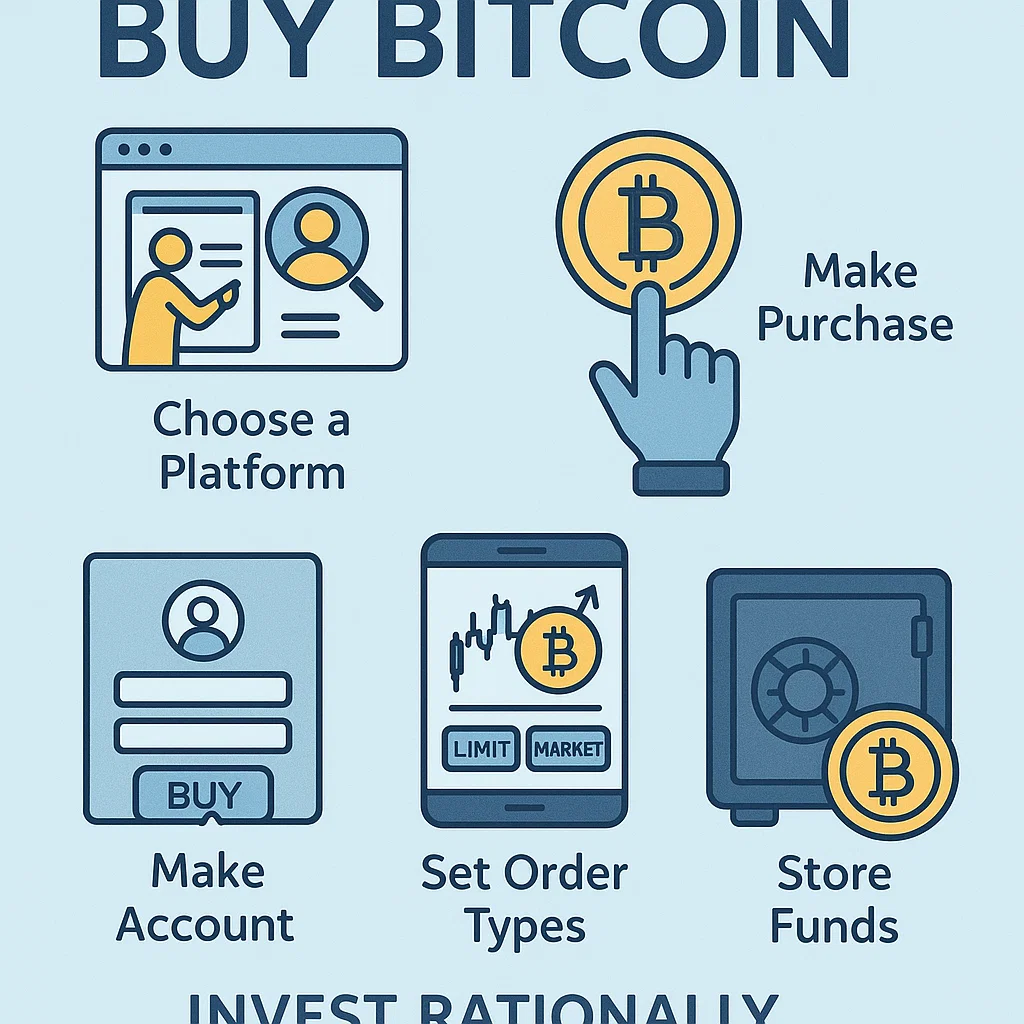 BUY BITCOIN
Choose a
Platform
Make
Purchase
BUY
Make
Account
LIMIT MARKET
Set Order
Types
Store
Funds
INVEST RATIONALLY